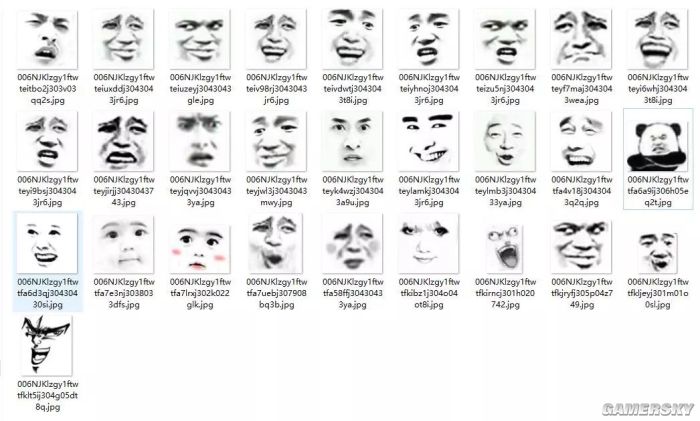 006NJKlzgy1ftw
teitbo2j303v03
qq2s.jpg
006NJKlzgy1ftw
teiuxddj304304
3jr6.jpg
006NJKlzgy1ftw
teiuzeyj3043043
gle.jpg
006NJKlzgy1ftw
teiv98rj3043043
jr6.jpg
006NJKlzgy1ftw
teivdwtj304304
3t8i.jpg
006NJKlzgy1ftw
teiyhnoj304304
3jr6.jpg
006NJKlzgy1ftw
teizu5nj304304
3jr6.jpg
006NJKlzgy1ftw
teyf7maj304304
3wea.jpg
006NJKlzgy1ftw
teyi6whj304304
3t8i.jpg
006NJKlzgy1ftw
teyi9bsj304304
3jr6.jpg
006NJKlzgy1ftw
teyjirjj30430437
43.jpg
006NJKlzgy1ftw
teyjqvvj3043043
3ya.jpg
006NJKlzgy1ftw
teyjwl3j3043043
mwy.jpg
006NJKlzgy1ftw
teyk4wzj304304
3a9u.jpg
006NJKlzgy1ftw
teylamkj304304
3jr6.jpg
006NJKlzgy1ftw
teylmb3j304304
33ya.jpg
006NJKlzgy1ftw
tfa4v18j304304
3q2q.jpg
006NJKlzgy1ftw
tfa6a9ij306h05e
q2t.jpg
006NJKlzgy1ftw
tfa6d3qj304304
30si.jpg
006NJKlzgy1ftw
tfa7e3nj303803
3dfs.jpg
006NJKlzgy1ftw
tfa7lrxj302k022
glk.jpg
006NJKlzgy1ftw
tfa7uebj307908
bq3b.jpg
006NJKlzgy1ftw
tfa58ffj3043043
3ya.jpg
006NJKlzgy1ftw
tfkibz1j304o04
ot8i.jpg
006NJKlzgy1ftw
tfkirncj301h020
742.jpg
006NJKlzgy1ftw
tfkjryfj305p04z7
49.jpg
006NJKlzgy1ftw
tfkljeyj301m01o
0sl.jpg
006NJKlzgy1ftw
tfklt5ij304g05dt
8q.jpg
GAMERSKY